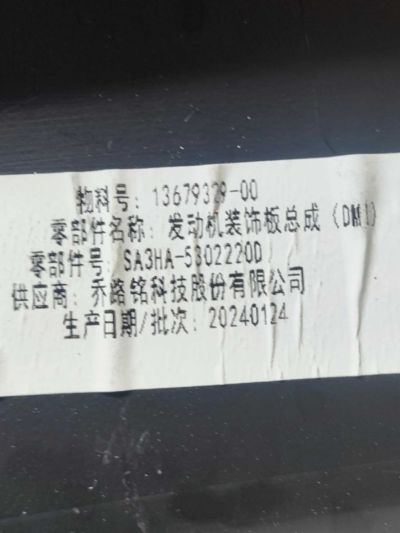 物料号: 13679329-00
零部件名称: 发动机装饰板总成 (DMI)
零部件号 SA3HA-5302220D
供应商: 乔路铭科技股份有限公司
生产日期/批次: 20240124